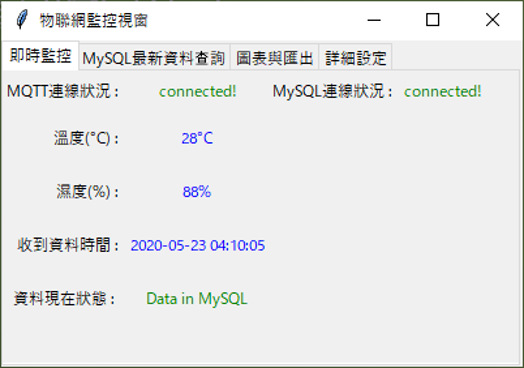 物聯網監控視窗
即時監控 MySQL最新資料查詢 圖表與匯出 詳細設定
MQTT連線狀況 : connected! MySQL連線狀況 : connected!
溫度(°C) : 28°C
濕度(%) : 88%
收到資料時間 : 2020-05-23 04:10:05
資料現在狀態 : Data in MySQL